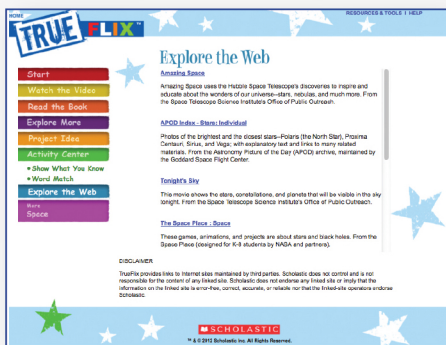 HOME
RESOURCES & TOOLS | HELP
TRUE FLIX™
Explore the Web
Start
Watch the Video
Read the Book
Explore More
Project Idea
Activity Center
• Show What You Know
• Word Match
Explore the Web
More
Space
Amazing Space
Amazing Space uses the Hubble Space Telescope's discoveries to inspire and
educate about the wonders of our universe--stars, nebulas, and much more. From
the Space Telescope Science Institute's Office of Public Outreach.
APOD Index - Stars: Individual
Photos of the brightest and the closest stars--Polaris (the North Star), Proxima
Centauri, Sirius, and Vega; with explanatory text and links to many related
materials. From the Astronomy Picture of the Day (APOD) archive, maintained by
the Goddard Space Flight Center.
Tonight's Sky
This movie shows the stars, constellations, and planets that will be visible in the sky
tonight. From the Space Telescope Science Institute's Office of Public Outreach.
The Space Place : Space
These games, animations, and projects are about stars and black holes. From the
Space Place (designed for K-3 students by NASA and partners).
DISCLAIMER
TrueFlix provides links to Internet sites maintained by third parties. Scholastic does not control and is not
responsible for the content of any linked site. Scholastic does not endorse any linked site or imply that the
information on the linked site is error-free, correct, accurate, or reliable nor that the linked-site operators endorse
Scholastic.
SCHOLASTIC
™ & © 2012 Scholastic Inc. All Rights Reserved.